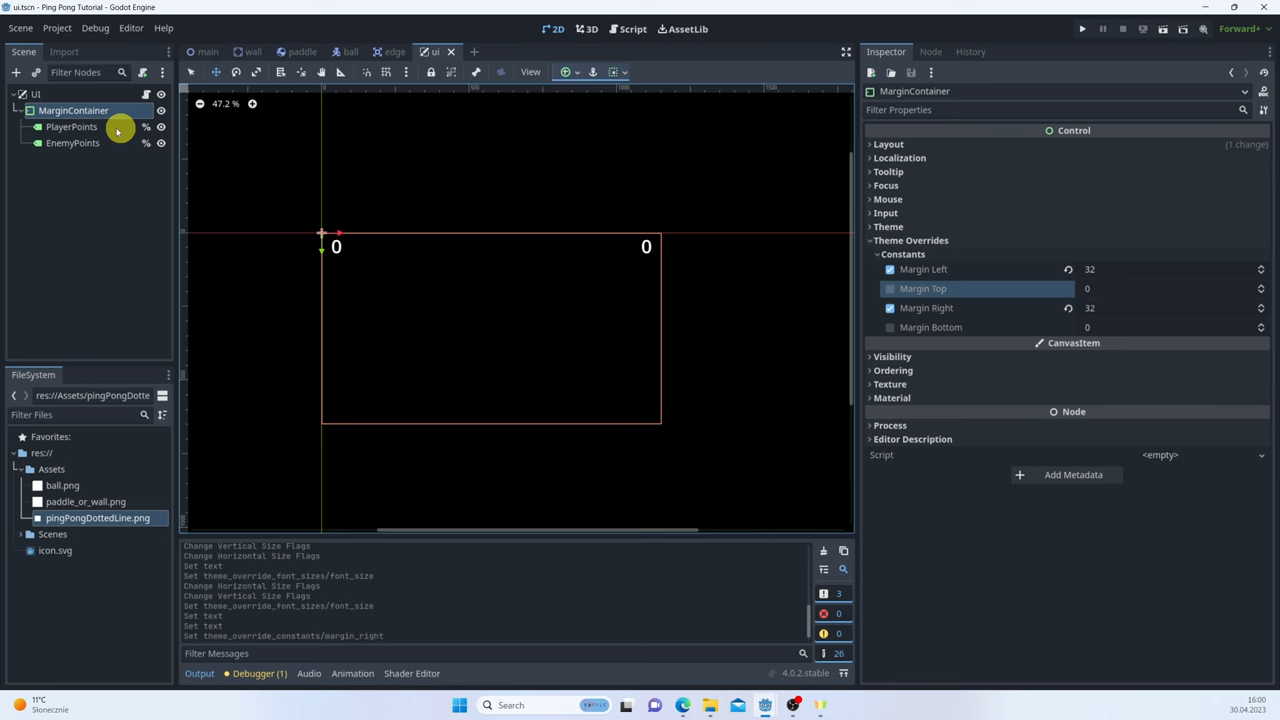 ui.tscn - Ping Pong Tutorial - Godot Engine
Scene Project Debug Editor Help
2D 3D Script AssetLib
Forward+
Scene Import
main wall paddle ball edge ui
Inspector Node History
Filter Nodes
View
UI
MarginContainer
PlayerPoints
EnemyPoints
47.2 %
0 500 1000 1500
0 0
MarginContainer
Filter Properties
Control
Layout (1 change)
Localization
Tooltip
Focus
Mouse
Input
Theme
Theme Overrides
Constants
Margin Left 32
Margin Top 0
Margin Right 32
Margin Bottom 0
CanvasItem
Visibility
Ordering
Texture
Material
Node
Process
Editor Description
Script <empty>
Add Metadata
FileSystem
res://Assets/pingPongDotte
Filter Files
Favorites:
res://
Assets
ball.png
paddle_or_wall.png
pingPongDottedLine.png
Scenes
icon.svg
Change Vertical Size Flags
Change Horizontal Size Flags
Set text
Set theme_override_font_sizes/font_size
Change Horizontal Size Flags
Change Vertical Size Flags
Set theme_override_font_sizes/font_size
Set text
Set text
Set theme_override_constants/margin_right
3
0
0
26
Filter Messages
Output Debugger (1) Audio Animation Shader Editor
4.0.2.stable
11°C
Słonecznie
Search
16:00
30.04.2023